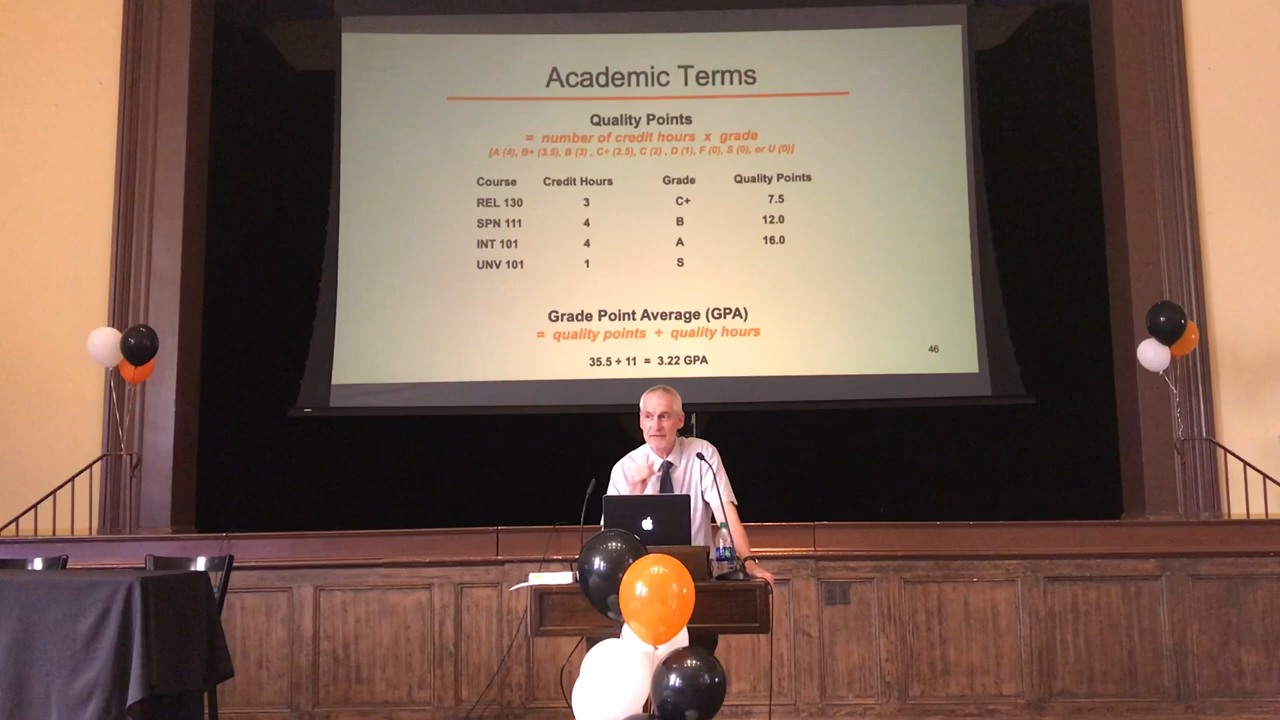 Academic Terms
Quality Points
= number of credit hours x grade
[A (4), B+ (3.5), B (3) , C+ (2.5), C (2) , D (1), F (0), S (0), or U (0)]
Course Credit Hours Grade Quality Points
REL 130 3 C+ 7.5
SPN 111 4 B 12.0
INT 101 4 A 16.0
UNV 101 1 S
Grade Point Average (GPA)
= quality points ÷ quality hours
35.5 ÷ 11 = 3.22 GPA
46